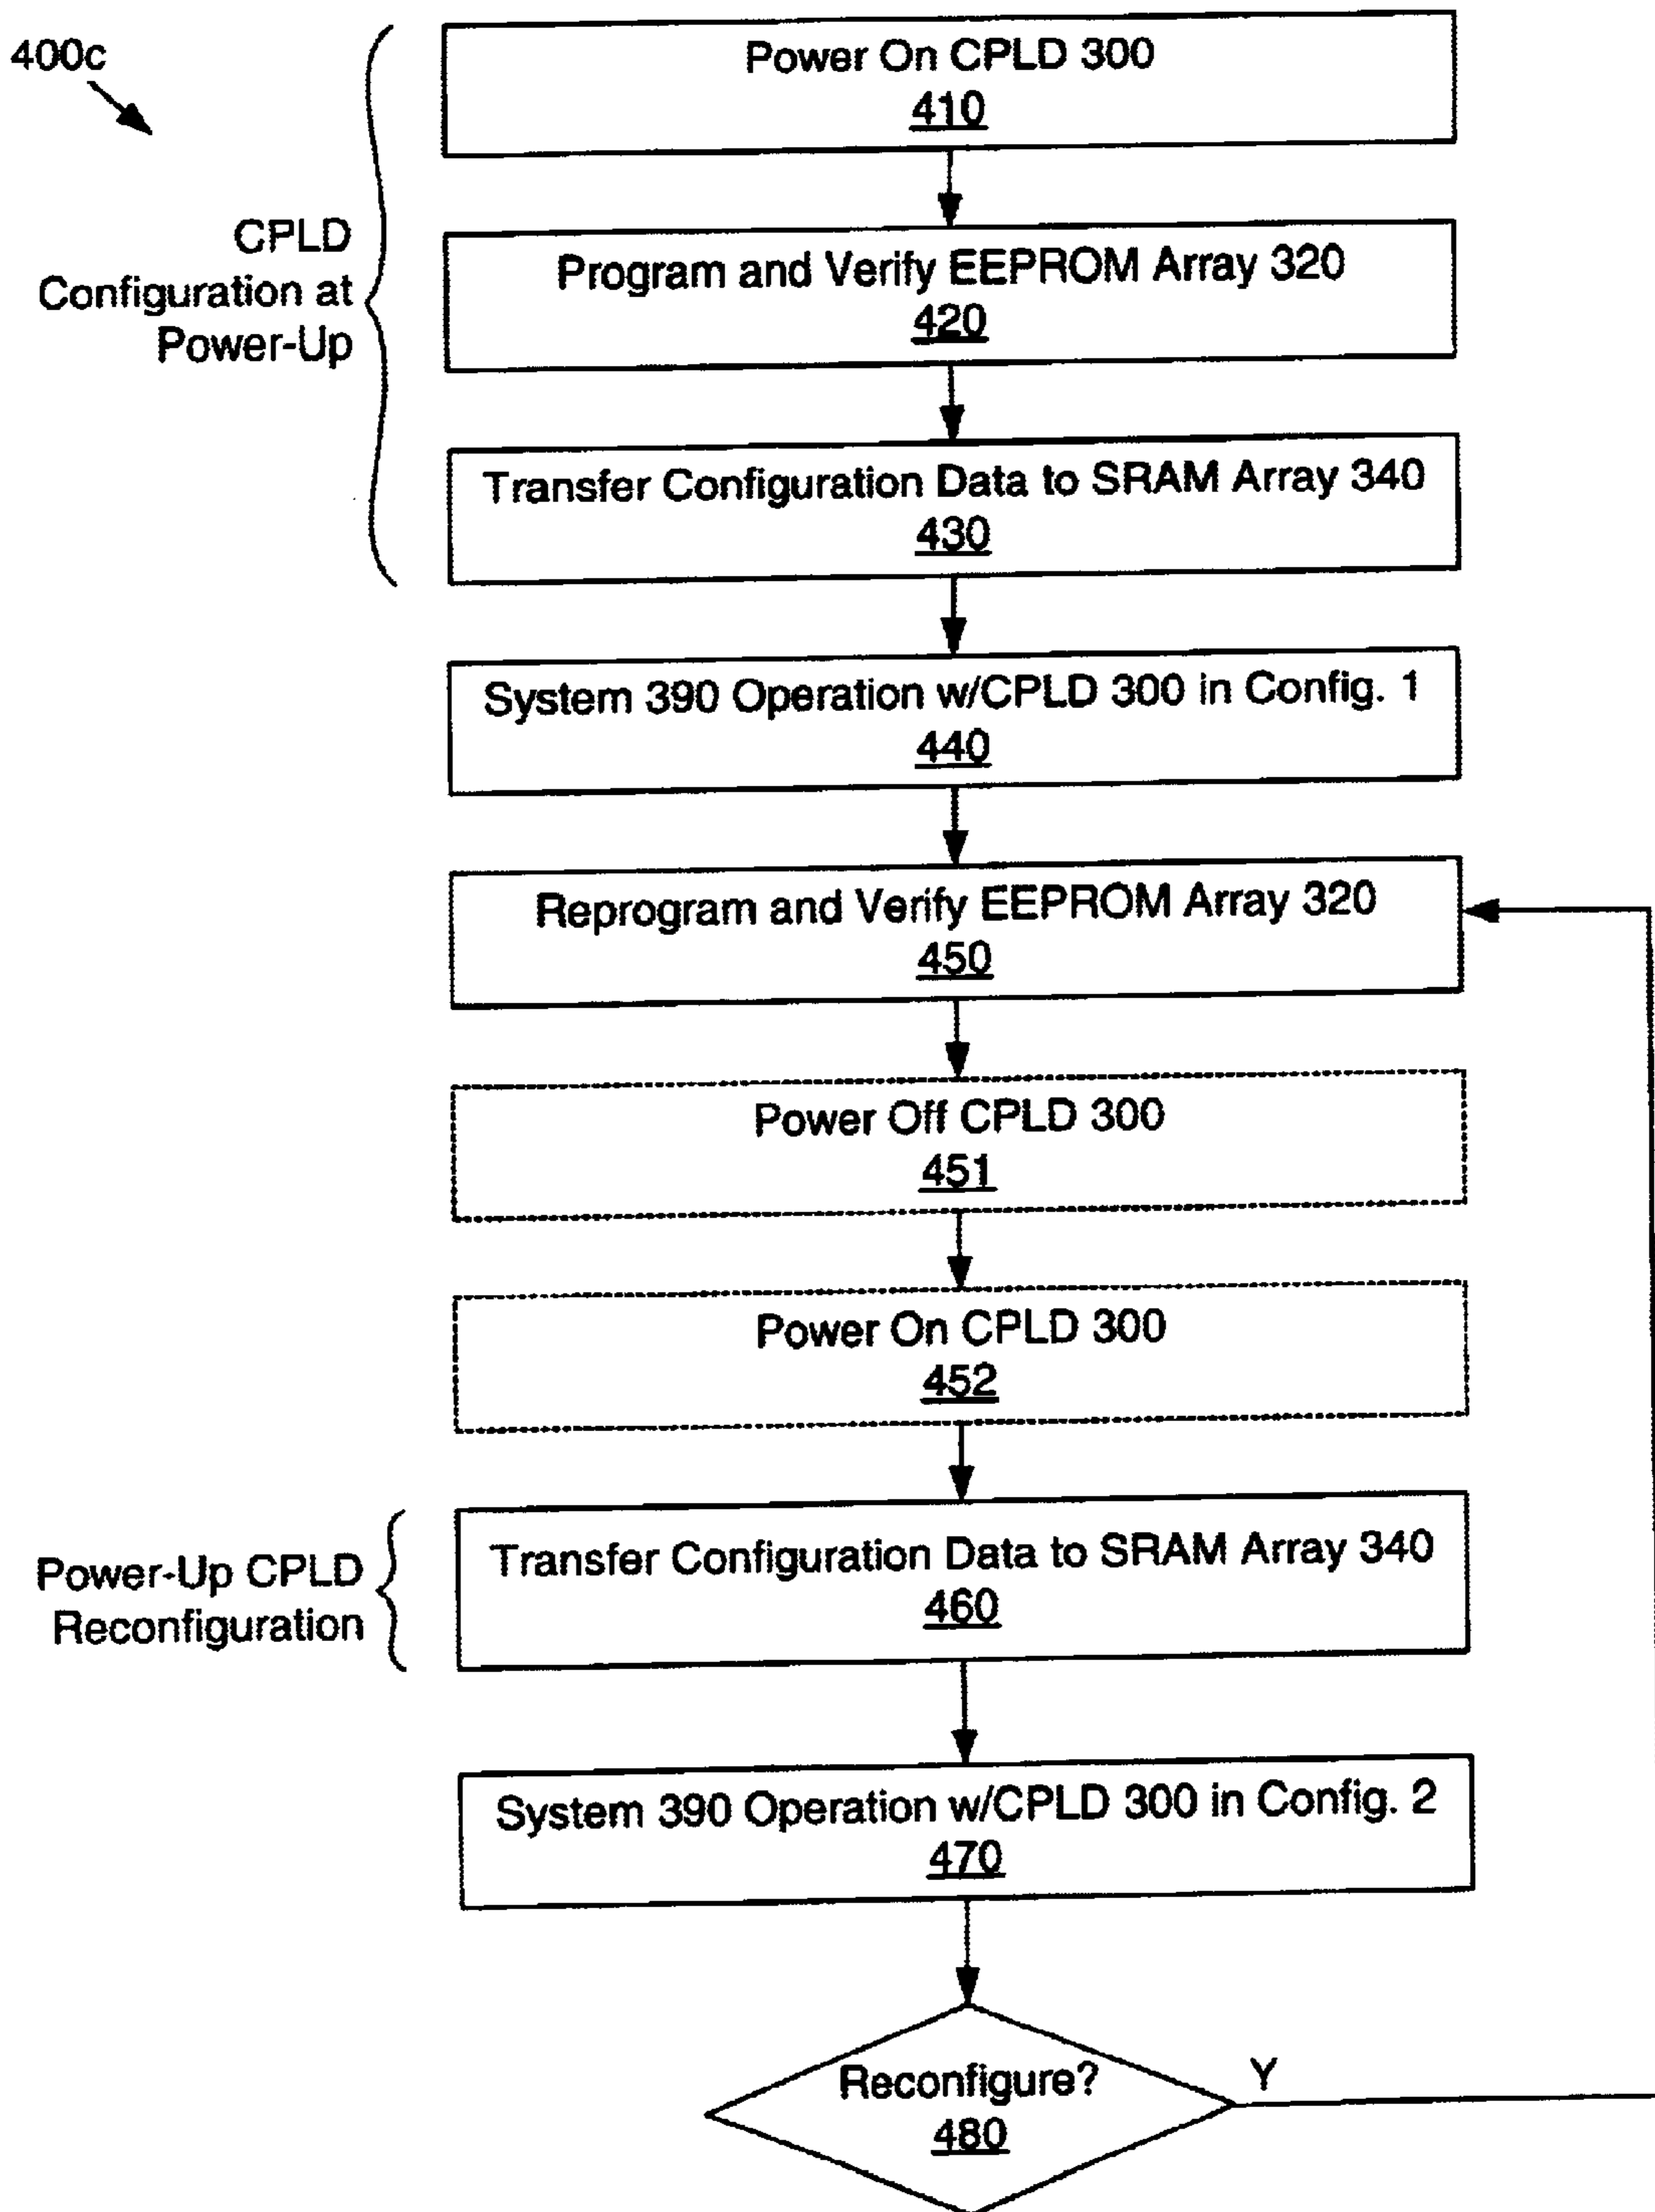 400c
Power On CPLD 300
410
CPLD
Configuration at
Power-Up
Program and Verify EEPROM Array 320
420
Transfer Configuration Data to SRAM Array 340
430
System 390 Operation w/CPLD 300 in Config. 1
440
Reprogram and Verify EEPROM Array 320
450
Power Off CPLD 300
451
Power On CPLD 300
452
Power-Up CPLD
Reconfiguration
Transfer Configuration Data to SRAM Array 340
460
System 390 Operation w/CPLD 300 in Config. 2
470
Reconfigure?
480
Y